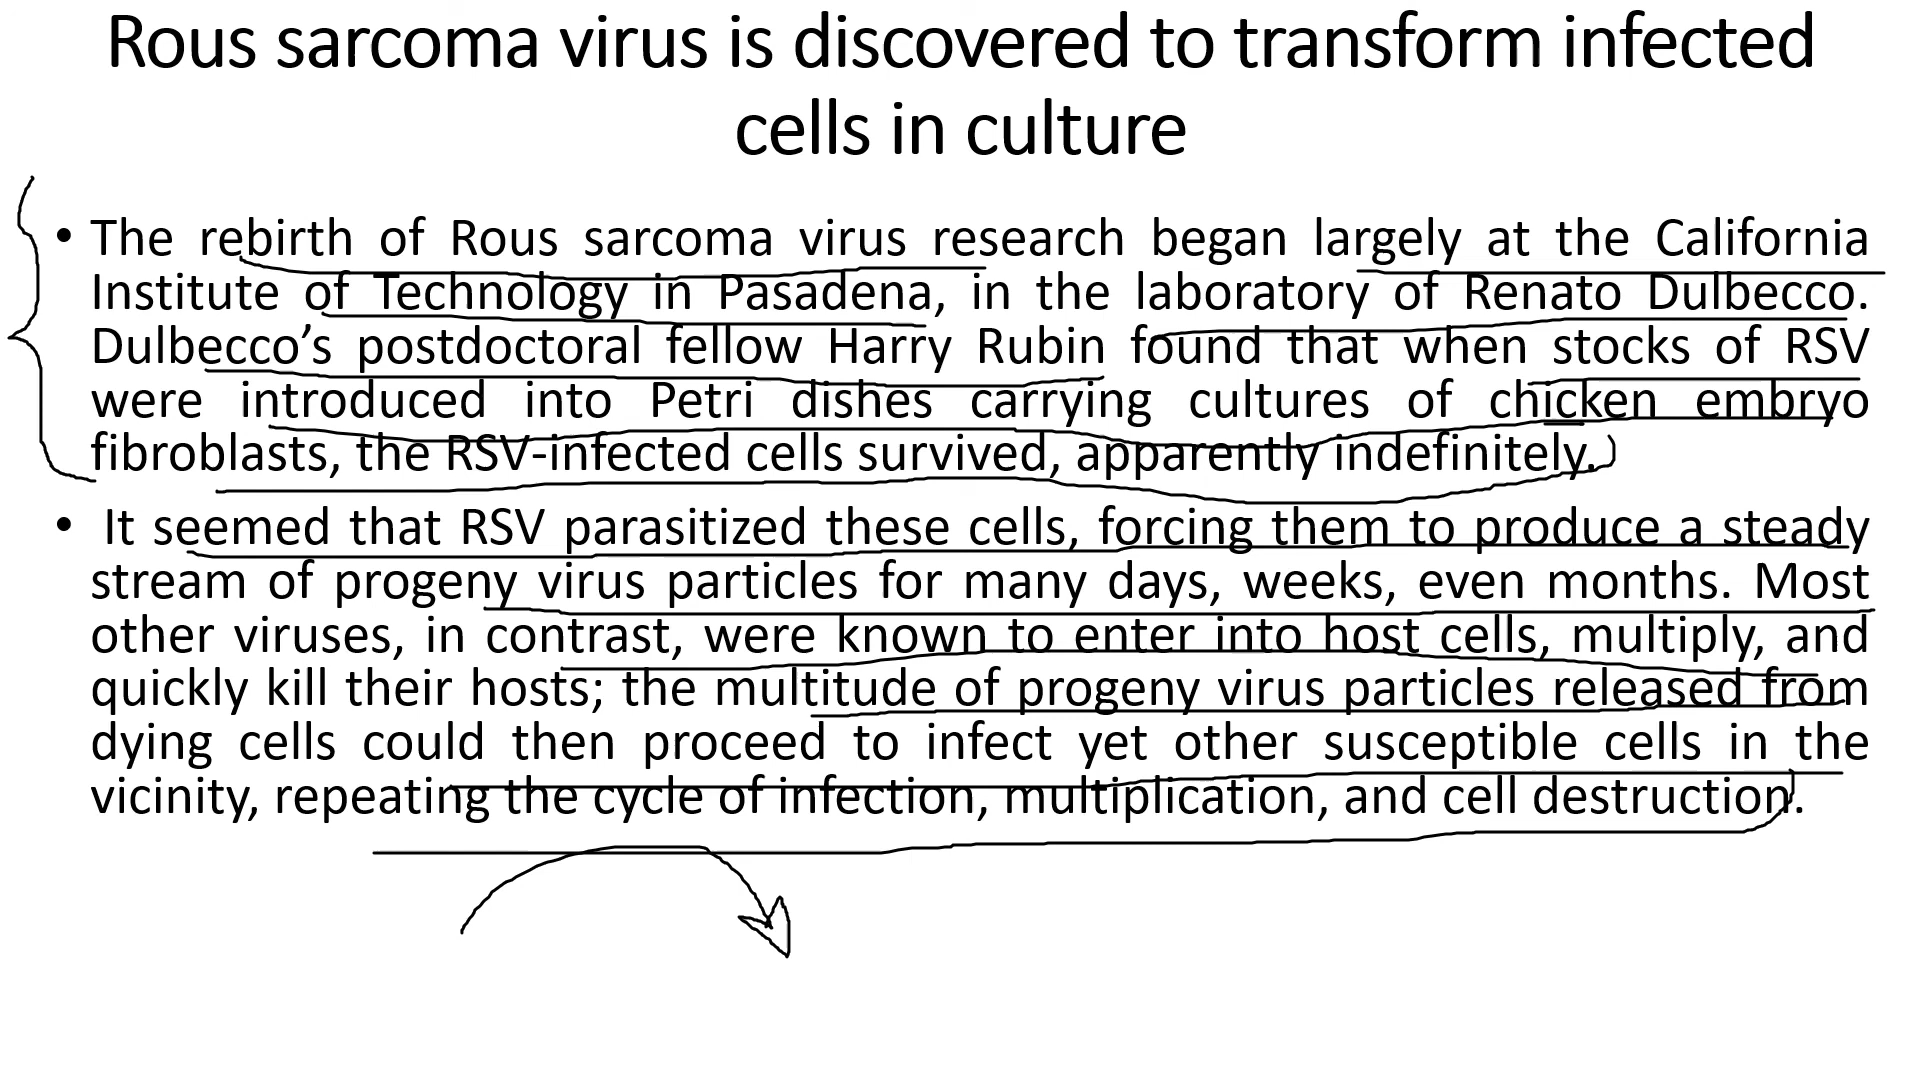 Rous sarcoma virus is discovered to transform infected
cells in culture
• The rebirth of Rous sarcoma virus research began largely at the California
Institute of Technology in Pasadena, in the laboratory of Renato Dulbecco.
Dulbecco’s postdoctoral fellow Harry Rubin found that when stocks of RSV
were introduced into Petri dishes carrying cultures of chicken embryo
fibroblasts, the RSV-infected cells survived, apparently indefinitely.
• It seemed that RSV parasitized these cells, forcing them to produce a steady
stream of progeny virus particles for many days, weeks, even months. Most
other viruses, in contrast, were known to enter into host cells, multiply, and
quickly kill their hosts; the multitude of progeny virus particles released from
dying cells could then proceed to infect yet other susceptible cells in the
vicinity, repeating the cycle of infection, multiplication, and cell destruction.